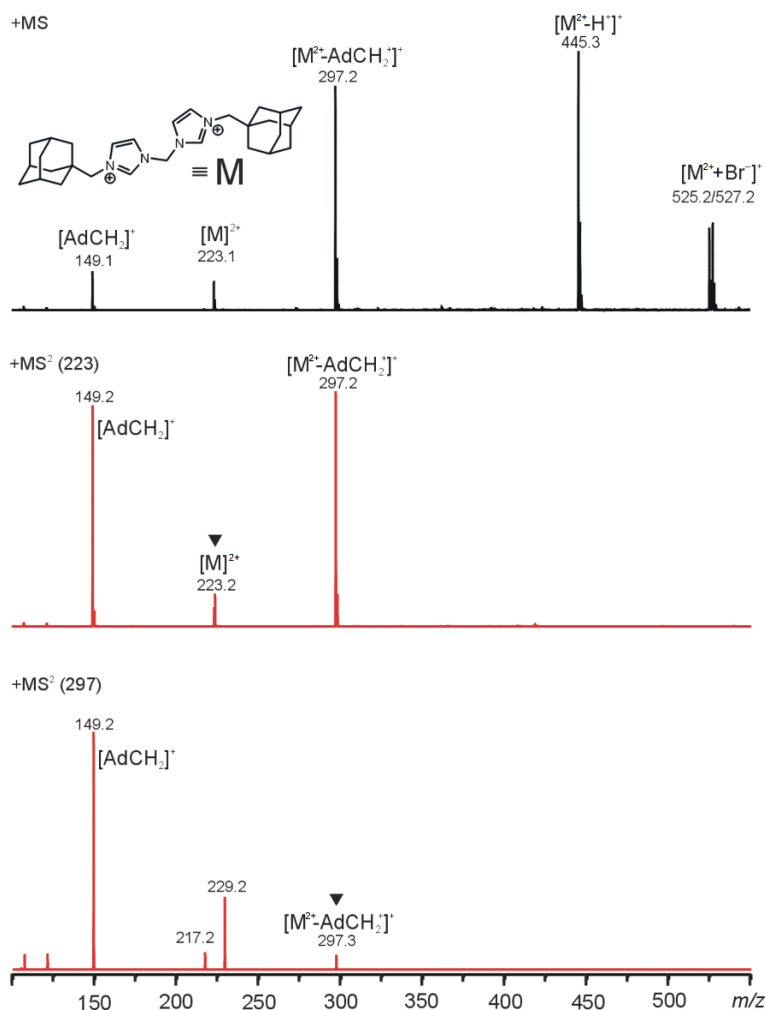 +MS
[M²⁺-H⁺]⁺
445.3
[M²⁺-AdCH₂⁺]⁺
297.2
N
N
N
N
⊕
⊕
≡ M
[M²⁺+Br⁻]⁺
525.2/527.2
[AdCH₂]⁺
149.1
[M]²⁺
223.1
+MS² (223)
[M²⁺-AdCH₂⁺]⁺
297.2
149.2
[AdCH₂]⁺
[M]²⁺
223.2
+MS² (297)
149.2
[AdCH₂]⁺
229.2
217.2
[M²⁺-AdCH₂⁺]⁺
297.3
150 200 250 300 350 400 450 500 m/z